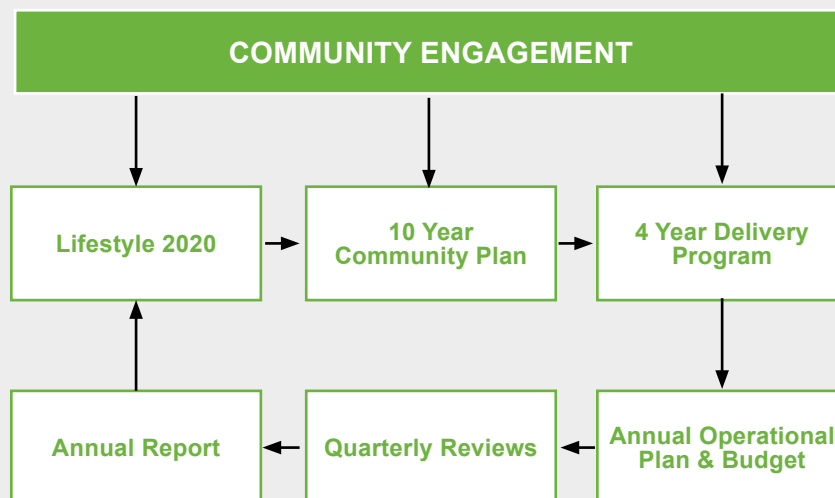 COMMUNITY ENGAGEMENT
Lifestyle 2020
10 Year
Community Plan
4 Year Delivery
Program
Annual Report
Quarterly Reviews
Annual Operational
Plan & Budget